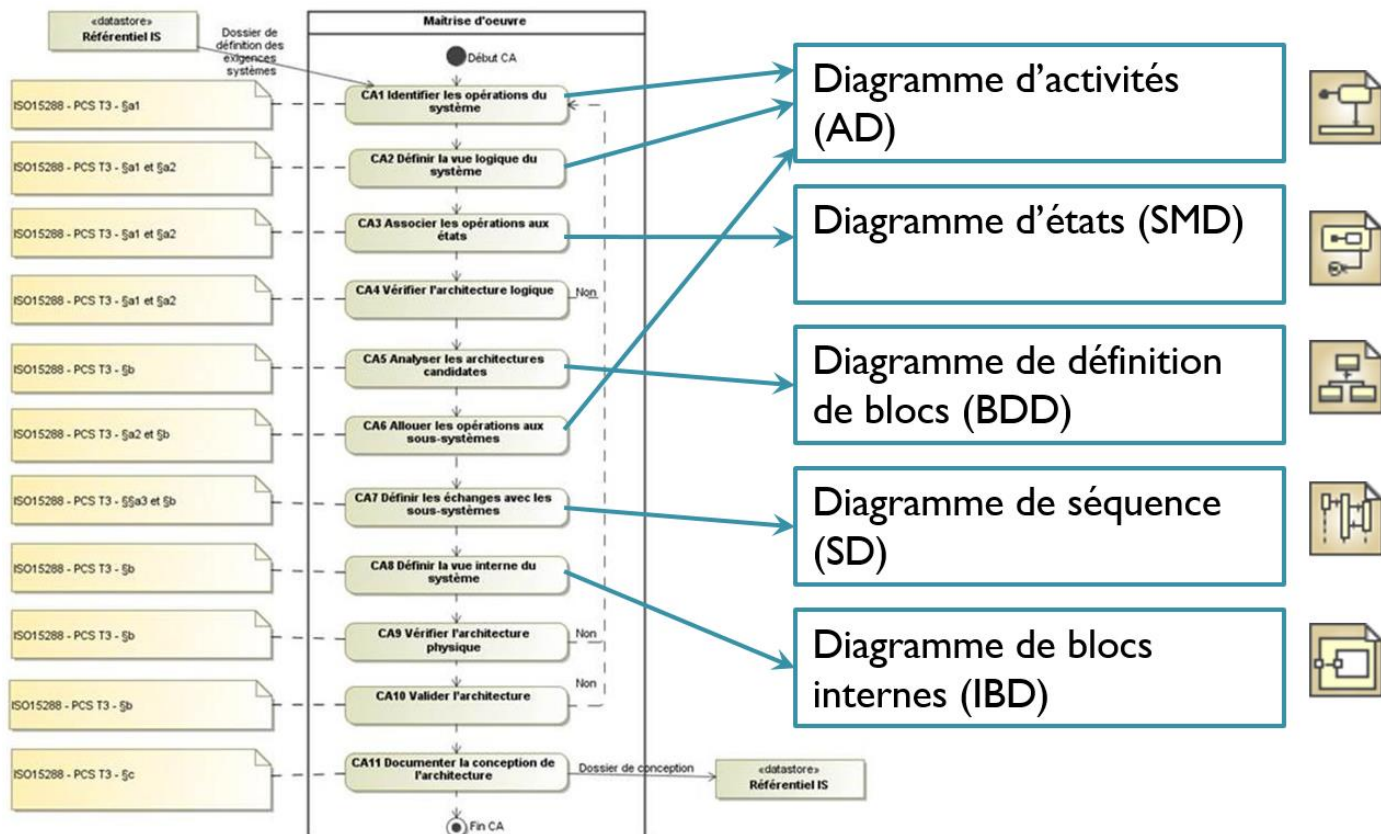 «datastore»
Référentiel IS
Dossier de
définition des
exigences
systèmes
Maîtrise d'oeuvre
Début CA
ISO15288 - PCS T3 - §a1
CA1 Identifier les opérations du
système
ISO15288 - PCS T3 - §a1 et §a2
CA2 Définir la vue logique du
système
ISO15288 - PCS T3 - §a1 et §a2
CA3 Associer les opérations aux
états
ISO15288 - PCS T3 - §a1 et §a2
CA4 Vérifier l'architecture logique
Non
ISO15288 - PCS T3 - §b
CA5 Analyser les architectures
candidates
ISO15288 - PCS T3 - §a2 et §b
CA6 Allouer les opérations aux
sous-systèmes
ISO15288 - PCS T3 - §§a3 et §b
CA7 Définir les échanges avec les
sous-systèmes
ISO15288 - PCS T3 - §b
CA8 Définir la vue interne du
système
ISO15288 - PCS T3 - §b
CA9 Vérifier l'architecture
physique
Non
ISO15288 - PCS T3 - §b
CA10 Valider l'architecture
Non
ISO15288 - PCS T3 - §c
CA11 Documenter la conception de
l'architecture
Dossier de conception
«datastore»
Référentiel IS
Fin CA
Diagramme d'activités
(AD)
Diagramme d'états (SMD)
Diagramme de définition
de blocs (BDD)
Diagramme de séquence
(SD)
Diagramme de blocs
internes (IBD)